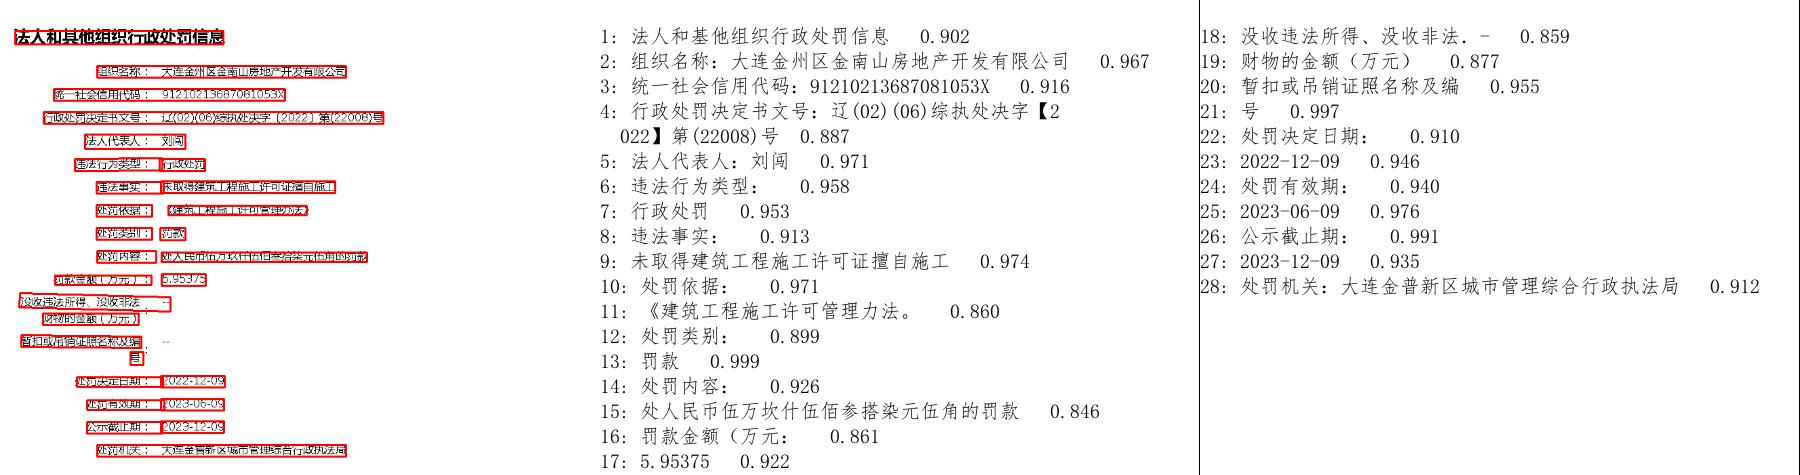 法人和其他组织行政处罚信息
组织名称： 大连金州区金南山房地产开发有限公司
统一社会信用代码： 91210213687081053X
行政处罚决定书文号： 辽(02)(06)综执处决字〔2022〕第(22008)号
法人代表人： 刘闯
违法行为类型： 行政处罚
违法事实： 未取得建筑工程施工许可证擅自施工
处罚依据： 《建筑工程施工许可管理办法》
处罚类别： 罚款
处罚内容： 处人民币伍万玖仟伍佰叁拾柒元伍角的罚款
罚款金额（万元）： 5.95375
没收违法所得、没收非法 --
财物的金额（万元） ：
暂扣或吊销证照名称及编 --
号 ：
处罚决定日期： 2022-12-09
处罚有效期： 2023-06-09
公示截止期： 2023-12-09
处罚机关： 大连金普新区城市管理综合行政执法局
1: 法人和基他组织行政处罚信息 0.902
2: 组织名称：大连金州区金南山房地产开发有限公司 0.967
3: 统一社会信用代码：91210213687081053X 0.916
4: 行政处罚决定书文号：辽(02)(06)综执处决字【2
022】第(22008)号 0.887
5: 法人代表人：刘闯 0.971
6: 违法行为类型： 0.958
7: 行政处罚 0.953
8: 违法事实： 0.913
9: 未取得建筑工程施工许可证擅自施工 0.974
10: 处罚依据： 0.971
11: 《建筑工程施工许可管理力法。 0.860
12: 处罚类别： 0.899
13: 罚款 0.999
14: 处罚内容： 0.926
15: 处人民币伍万坎什伍佰参搭染元伍角的罚款 0.846
16: 罚款金额（万元： 0.861
17: 5.95375 0.922
18: 没收违法所得、没收非法．- 0.859
19: 财物的金额（万元） 0.877
20: 暂扣或吊销证照名称及编 0.955
21: 号 0.997
22: 处罚决定日期： 0.910
23: 2022-12-09 0.946
24: 处罚有效期： 0.940
25: 2023-06-09 0.976
26: 公示截止期： 0.991
27: 2023-12-09 0.935
28: 处罚机关：大连金普新区城市管理综合行政执法局 0.912